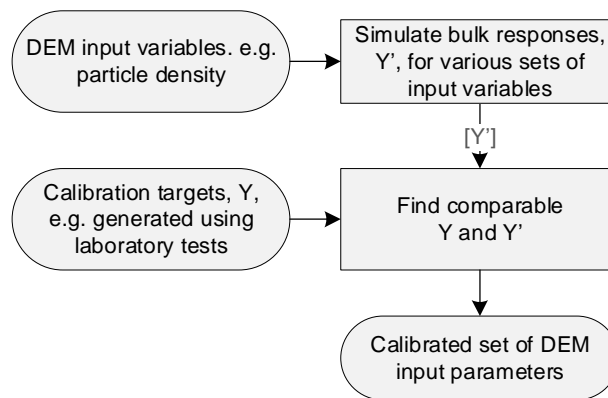 DEM input variables. e.g.
particle density
Simulate bulk responses,
Y’, for various sets of
input variables
[Y’]
Calibration targets, Y,
e.g. generated using
laboratory tests
Find comparable
Y and Y’
Calibrated set of DEM
input parameters